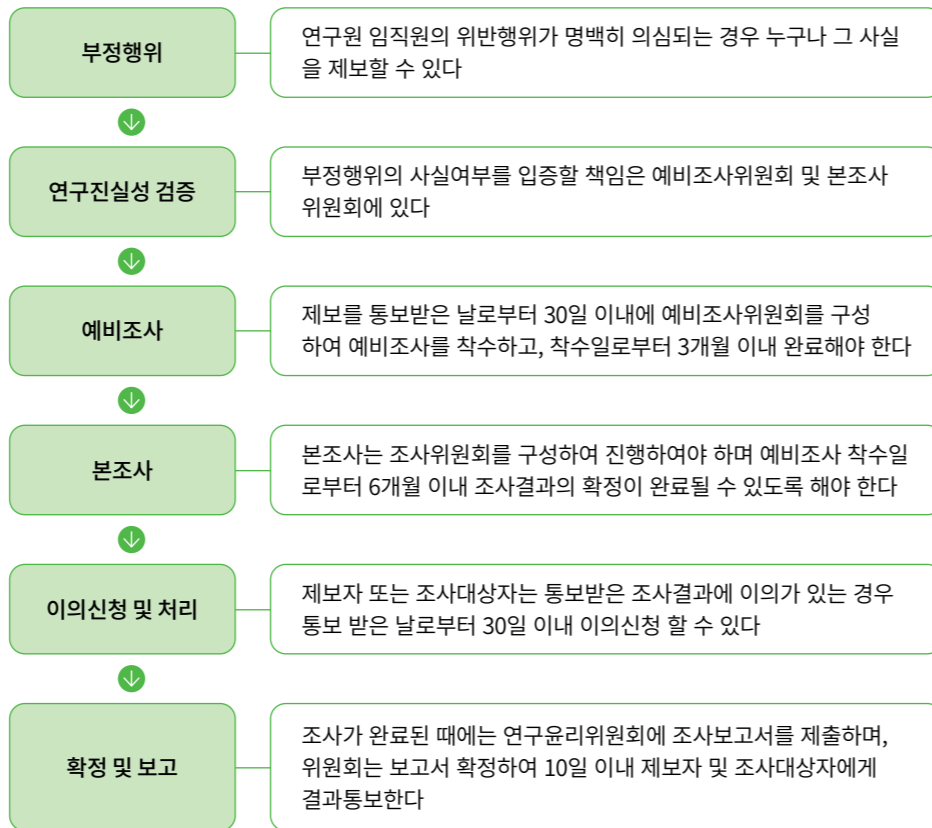 부정행위
연구원 임직원의 위반행위가 명백히 의심되는 경우 누구나 그 사실
을 제보할 수 있다
연구진실성 검증
부정행위의 사실여부를 입증할 책임은 예비조사위원회 및 본조사
위원회에 있다
예비조사
제보를 통보받은 날로부터 30일 이내에 예비조사위원회를 구성
하여 예비조사를 착수하고, 착수일로부터 3개월 이내 완료해야 한다
본조사
본조사는 조사위원회를 구성하여 진행하여야 하며 예비조사 착수일
로부터 6개월 이내 조사결과의 확정이 완료될 수 있도록 해야 한다
이의신청 및 처리
제보자 또는 조사대상자는 통보받은 조사결과에 이의가 있는 경우
통보 받은 날로부터 30일 이내 이의신청 할 수 있다
확정 및 보고
조사가 완료된 때에는 연구윤리위원회에 조사보고서를 제출하며,
위원회는 보고서 확정하여 10일 이내 제보자 및 조사대상자에게
결과통보한다